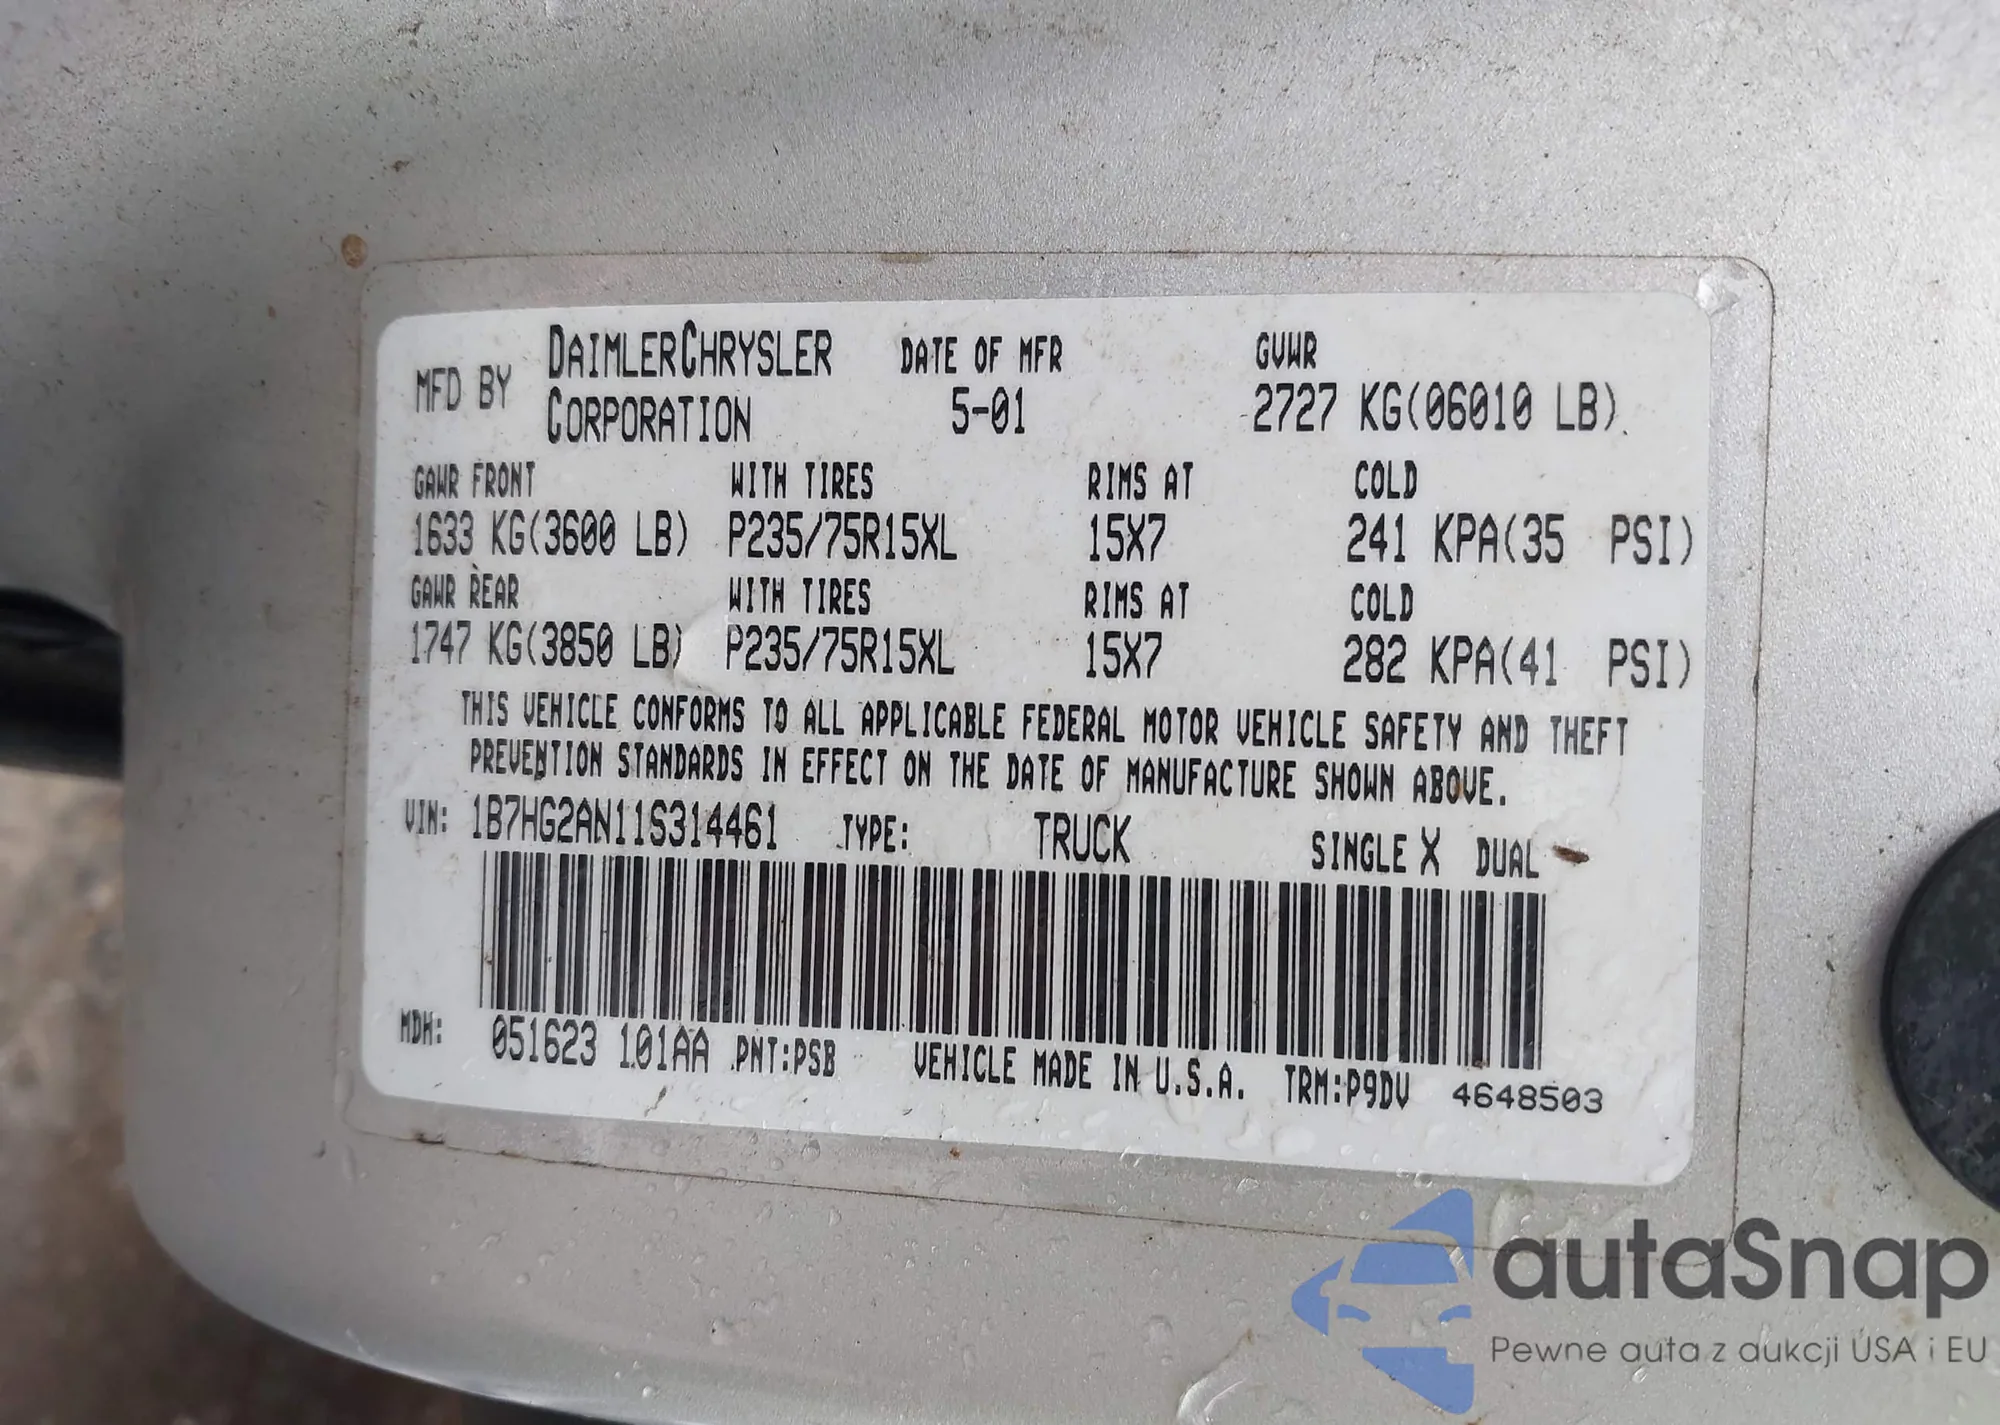 MFD BY DAIMLERCHRYSLER CORPORATION DATE OF MFR 5-01 GVWR 2727 KG(06010 LB)
GAWR FRONT WITH TIRES RIMS AT COLD
1633 KG(3600 LB) P235/75R15XL 15X7 241 KPA(35 PSI)
GAWR REAR WITH TIRES RIMS AT COLD
1747 KG(3850 LB) P235/75R15XL 15X7 282 KPA(41 PSI)
THIS VEHICLE CONFORMS TO ALL APPLICABLE FEDERAL MOTOR VEHICLE SAFETY AND THEFT
PREVENTION STANDARDS IN EFFECT ON THE DATE OF MANUFACTURE SHOWN ABOVE.
VIN: 1B7HG2AN11S314461 TYPE: TRUCK SINGLE X DUAL
MDH: 051623 101AA PNT:PSB VEHICLE MADE IN U.S.A. TRM:P9DV 4648503
autaSnap
Pewne auta z aukcji USA i EU